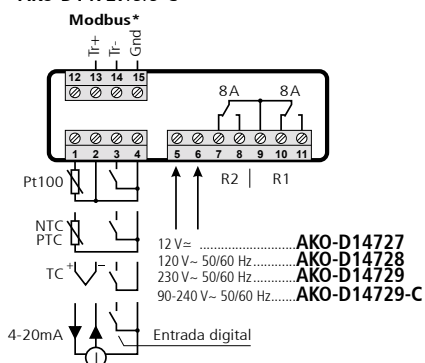 Modbus*
Tr+ Tr- Gnd
12 13 14 15
8A 8A
1 2 3 4 5 6 7 8 9 10 11
Pt100
R2 | R1
NTC
PTC
TC + –
12 V≂ ......................AKO-D14727
120 V~ 50/60 Hz.........AKO-D14728
230 V~ 50/60 Hz.........AKO-D14729
90-240 V~ 50/60 Hz.......AKO-D14729-C
4-20mA
Entrada digital
I